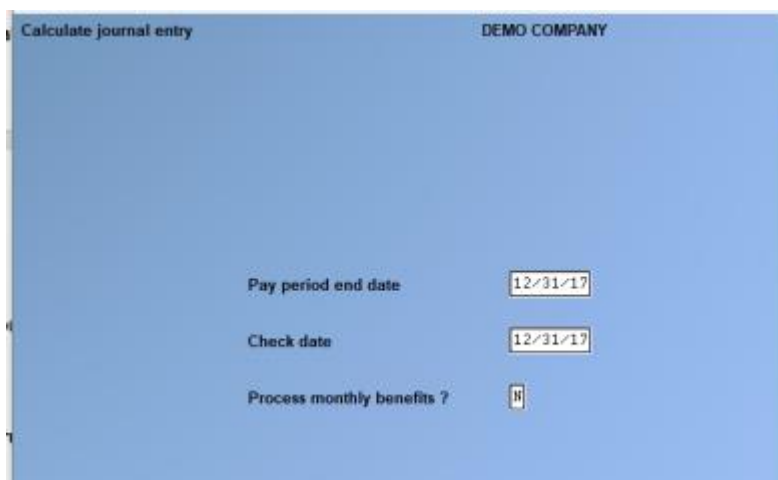 Calculate journal entry DEMO COMPANY
Pay period end date 12/31/17
Check date 12/31/17
Process monthly benefits ? N